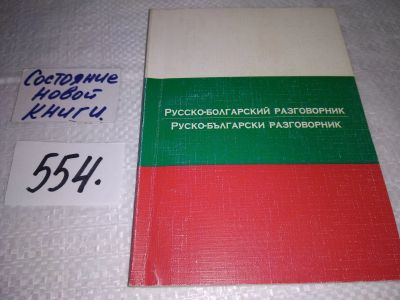 Состояние
новой
книги.
554.
Русско-болгарский разговорник
Руско-български разговорник